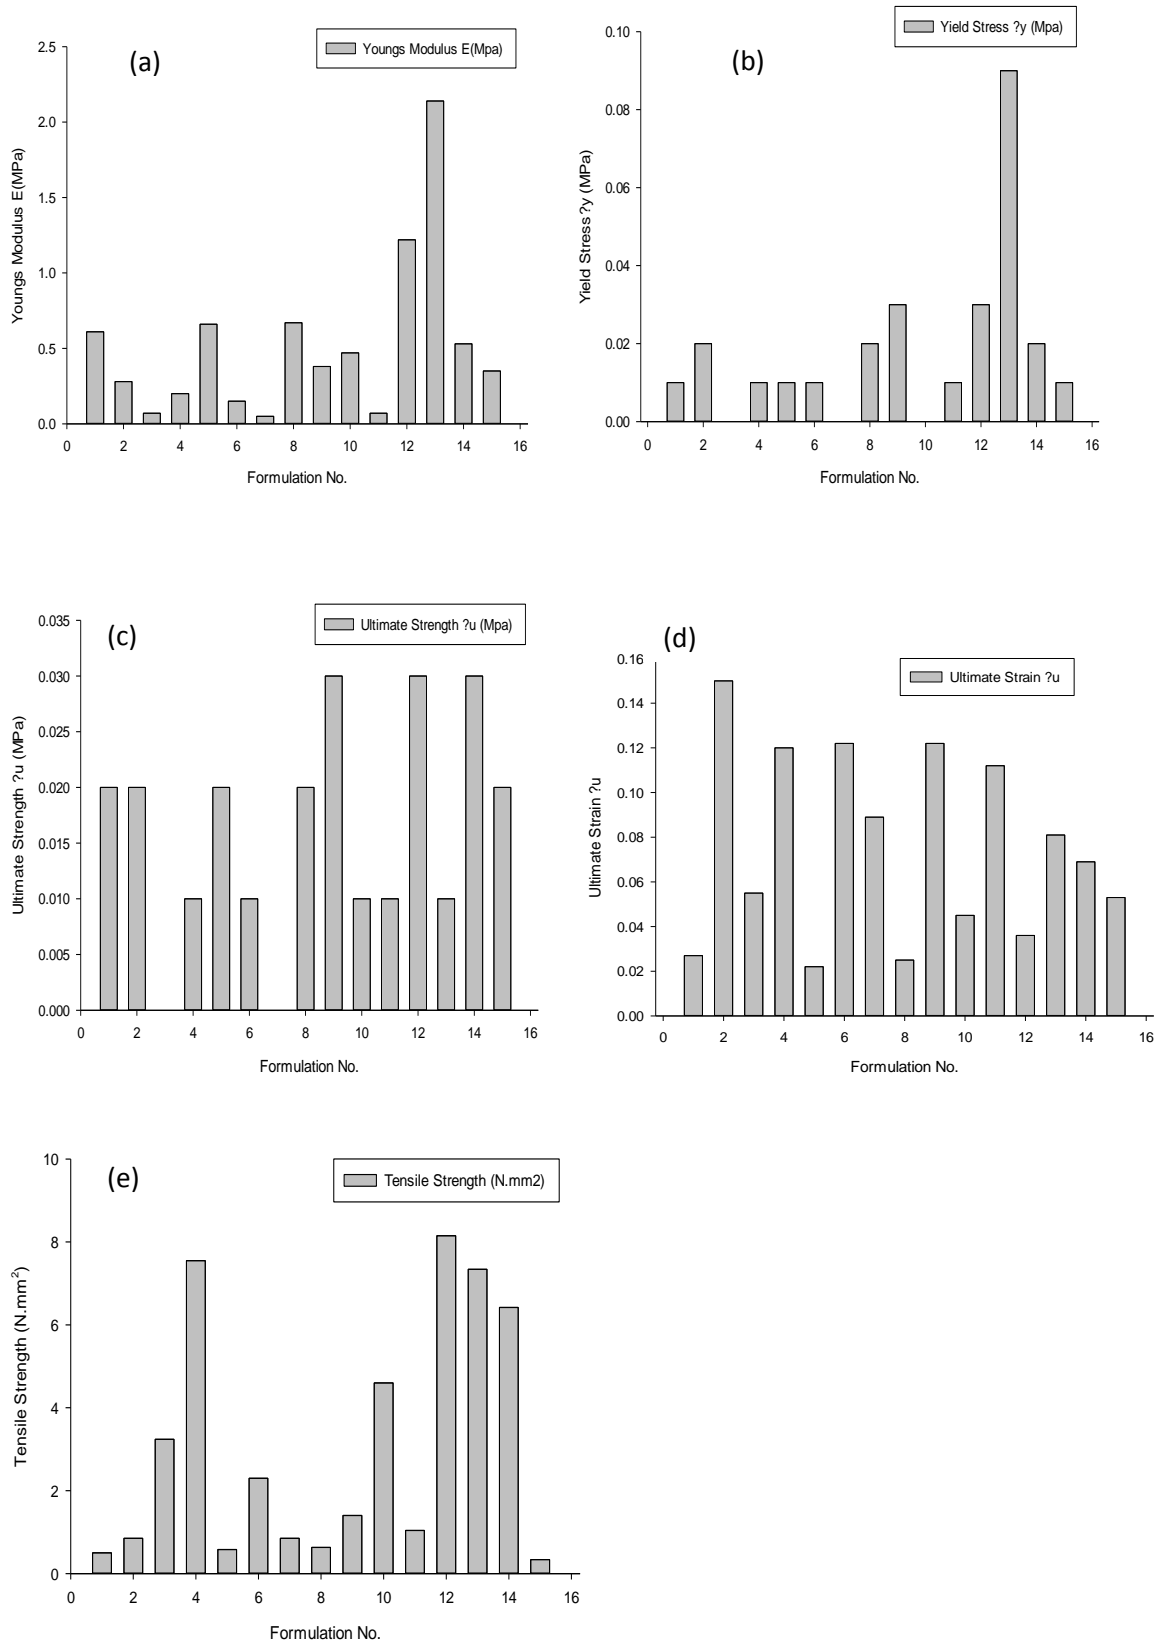 (a)
Youngs Modulus E(Mpa)
Youngs Modulus E(MPa)
2.5
2.0
1.5
1.0
0.5
0.0
0 2 4 6 8 10 12 14 16
Formulation No.
(b)
Yield Stress ?y (Mpa)
Yield Stress ?y (MPa)
0.10
0.08
0.06
0.04
0.02
0.00
0 2 4 6 8 10 12 14 16
Formulation No.
(c)
Ultimate Strength ?u (Mpa)
Ultimate Strength ?u (MPa)
0.035
0.030
0.025
0.020
0.015
0.010
0.005
0.000
0 2 4 6 8 10 12 14 16
Formulation No.
(d)
Ultimate Strain ?u
Ultimate Strain ?u
0.16
0.14
0.12
0.10
0.08
0.06
0.04
0.02
0.00
0 2 4 6 8 10 12 14 16
Formulation No.
(e)
Tensile Strength (N.mm2)
Tensile Strength (N.mm²)
10
8
6
4
2
0
0 2 4 6 8 10 12 14 16
Formulation No.